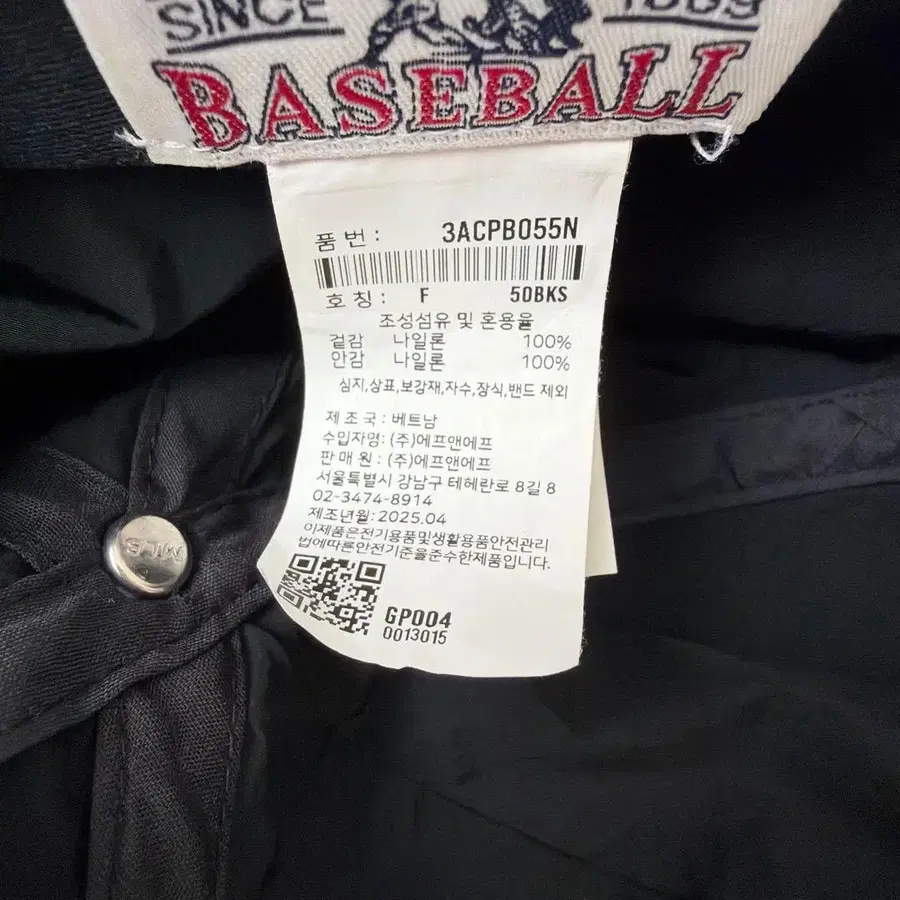 SINCE 1869
BASEBALL
품 번 : 3ACPB055N
호 칭 : F 50BKS
조성섬유 및 혼용율
겉감 나일론 100%
안감 나일론 100%
심지,상표,보강재,자수,장식,밴드 제외
제 조 국 : 베트남
수입자명: (주)에프앤에프
판 매 원 : (주)에프앤에프
서울특별시 강남구 테헤란로 8길 8
02-3474-8914
제조년월: 2025.04
이제품은전기용품및생활용품안전관리
법에따른안전기준을준수한제품입니다.
GP004
0013015
MLB